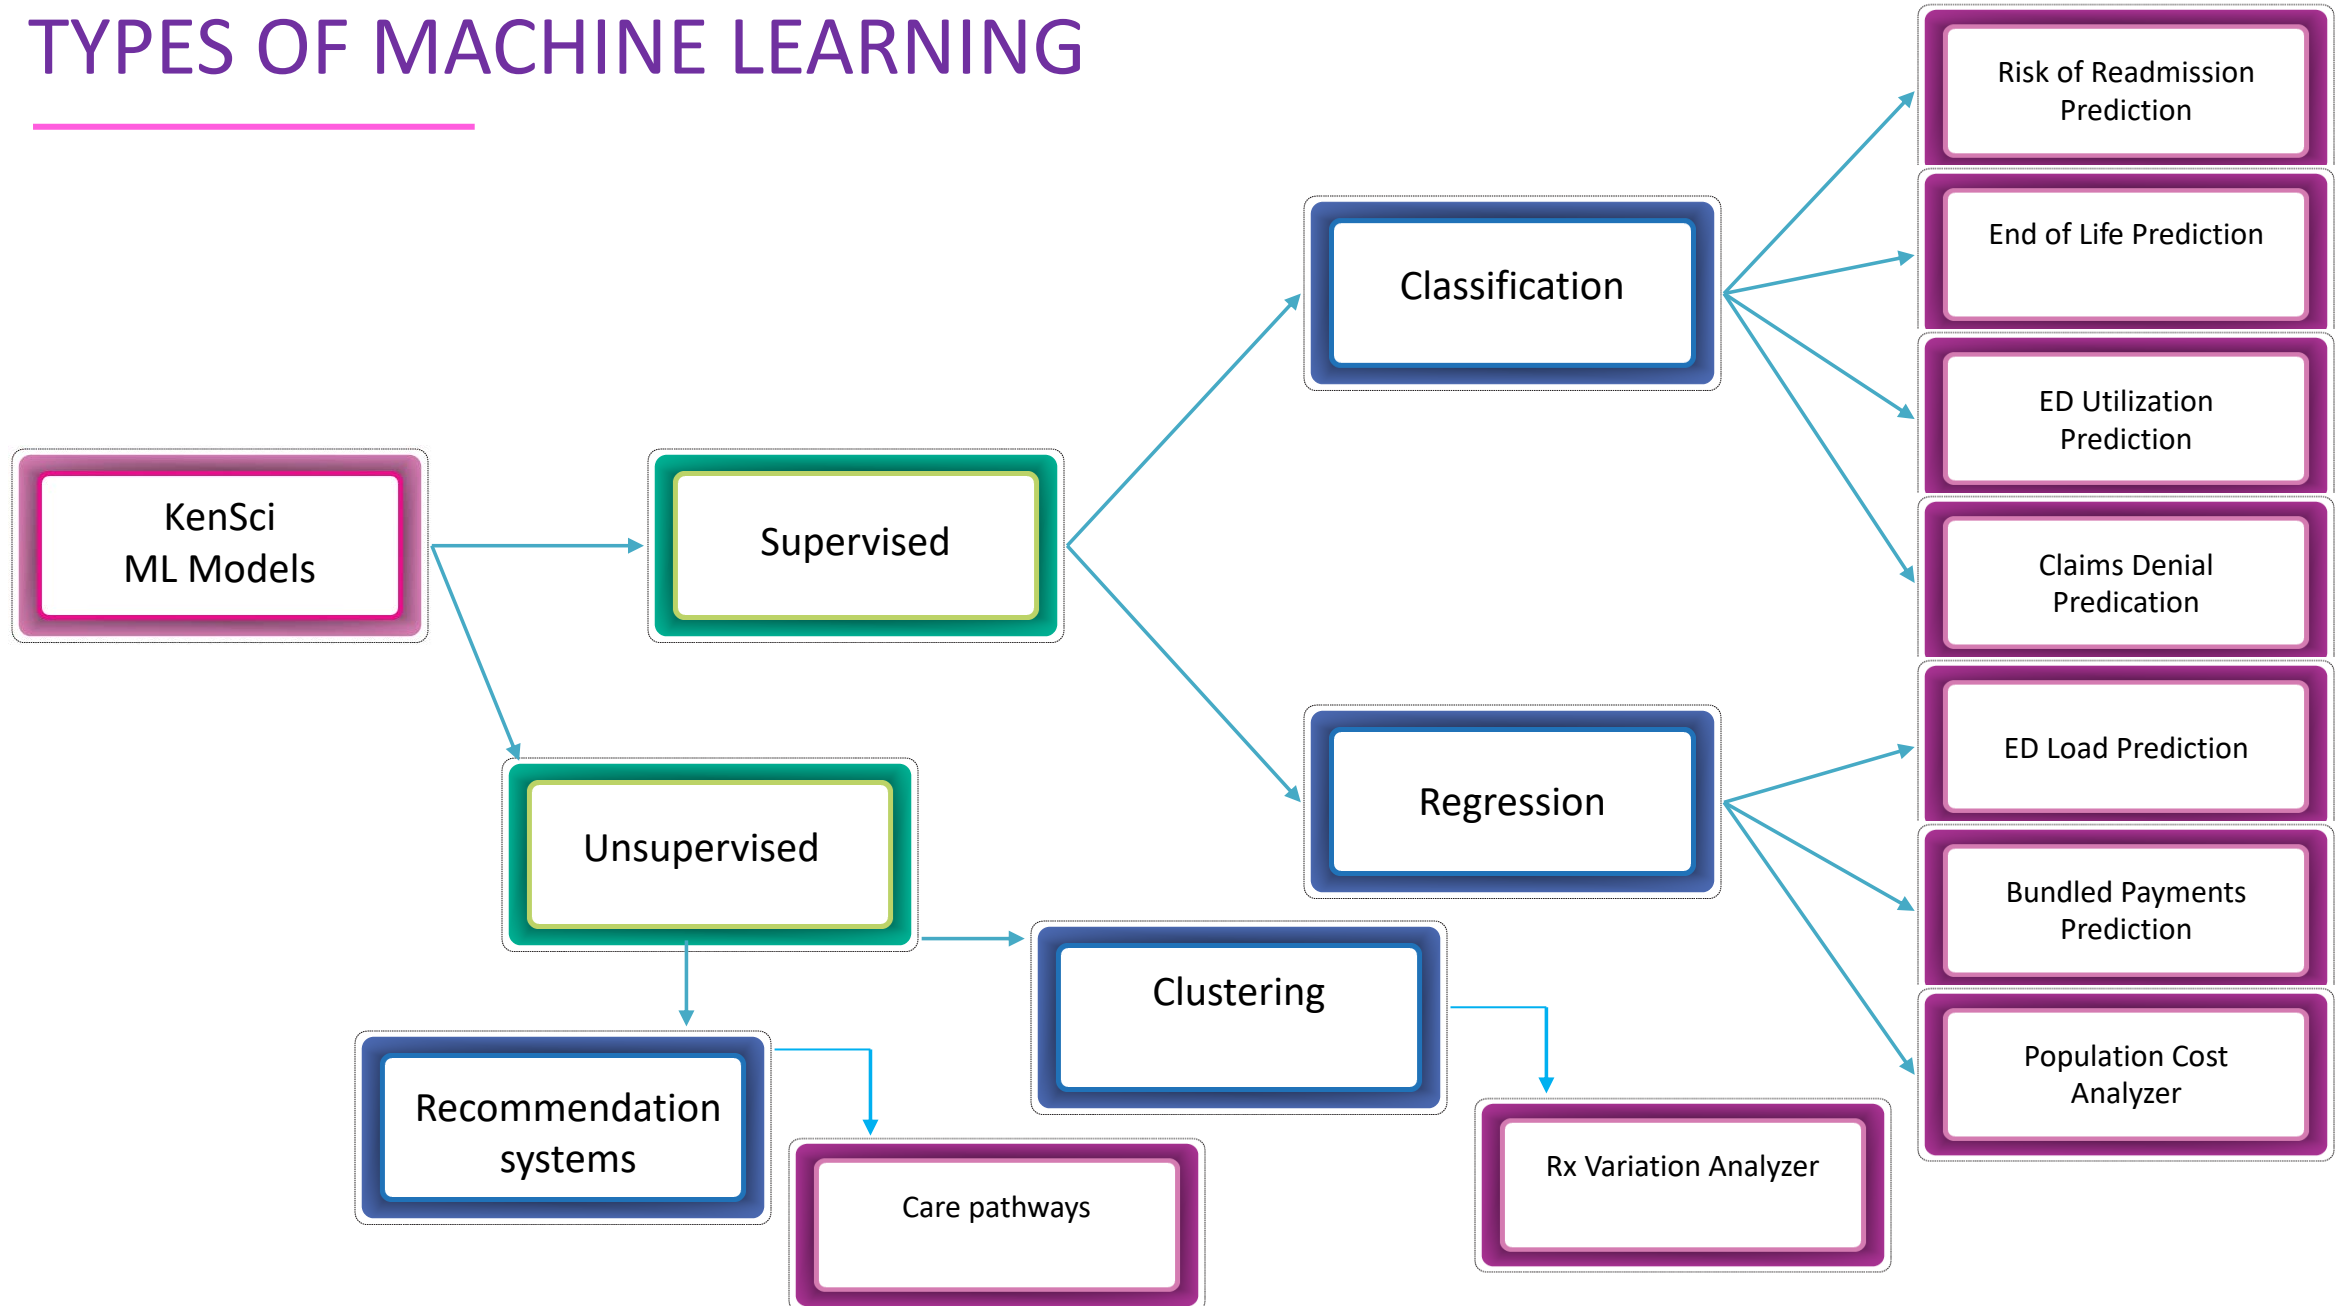 TYPES OF MACHINE LEARNING
Risk of Readmission
Prediction
End of Life Prediction
Classification
ED Utilization
Prediction
KenSci
ML Models
Supervised
Claims Denial
Predication
ED Load Prediction
Regression
Unsupervised
Bundled Payments
Prediction
Clustering
Population Cost
Analyzer
Recommendation
systems
Rx Variation Analyzer
Care pathways